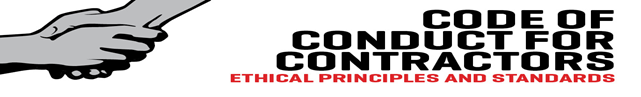 CODE OF
CONDUCT FOR
CONTRACTORS
ETHICAL PRINCIPLES AND STANDARDS